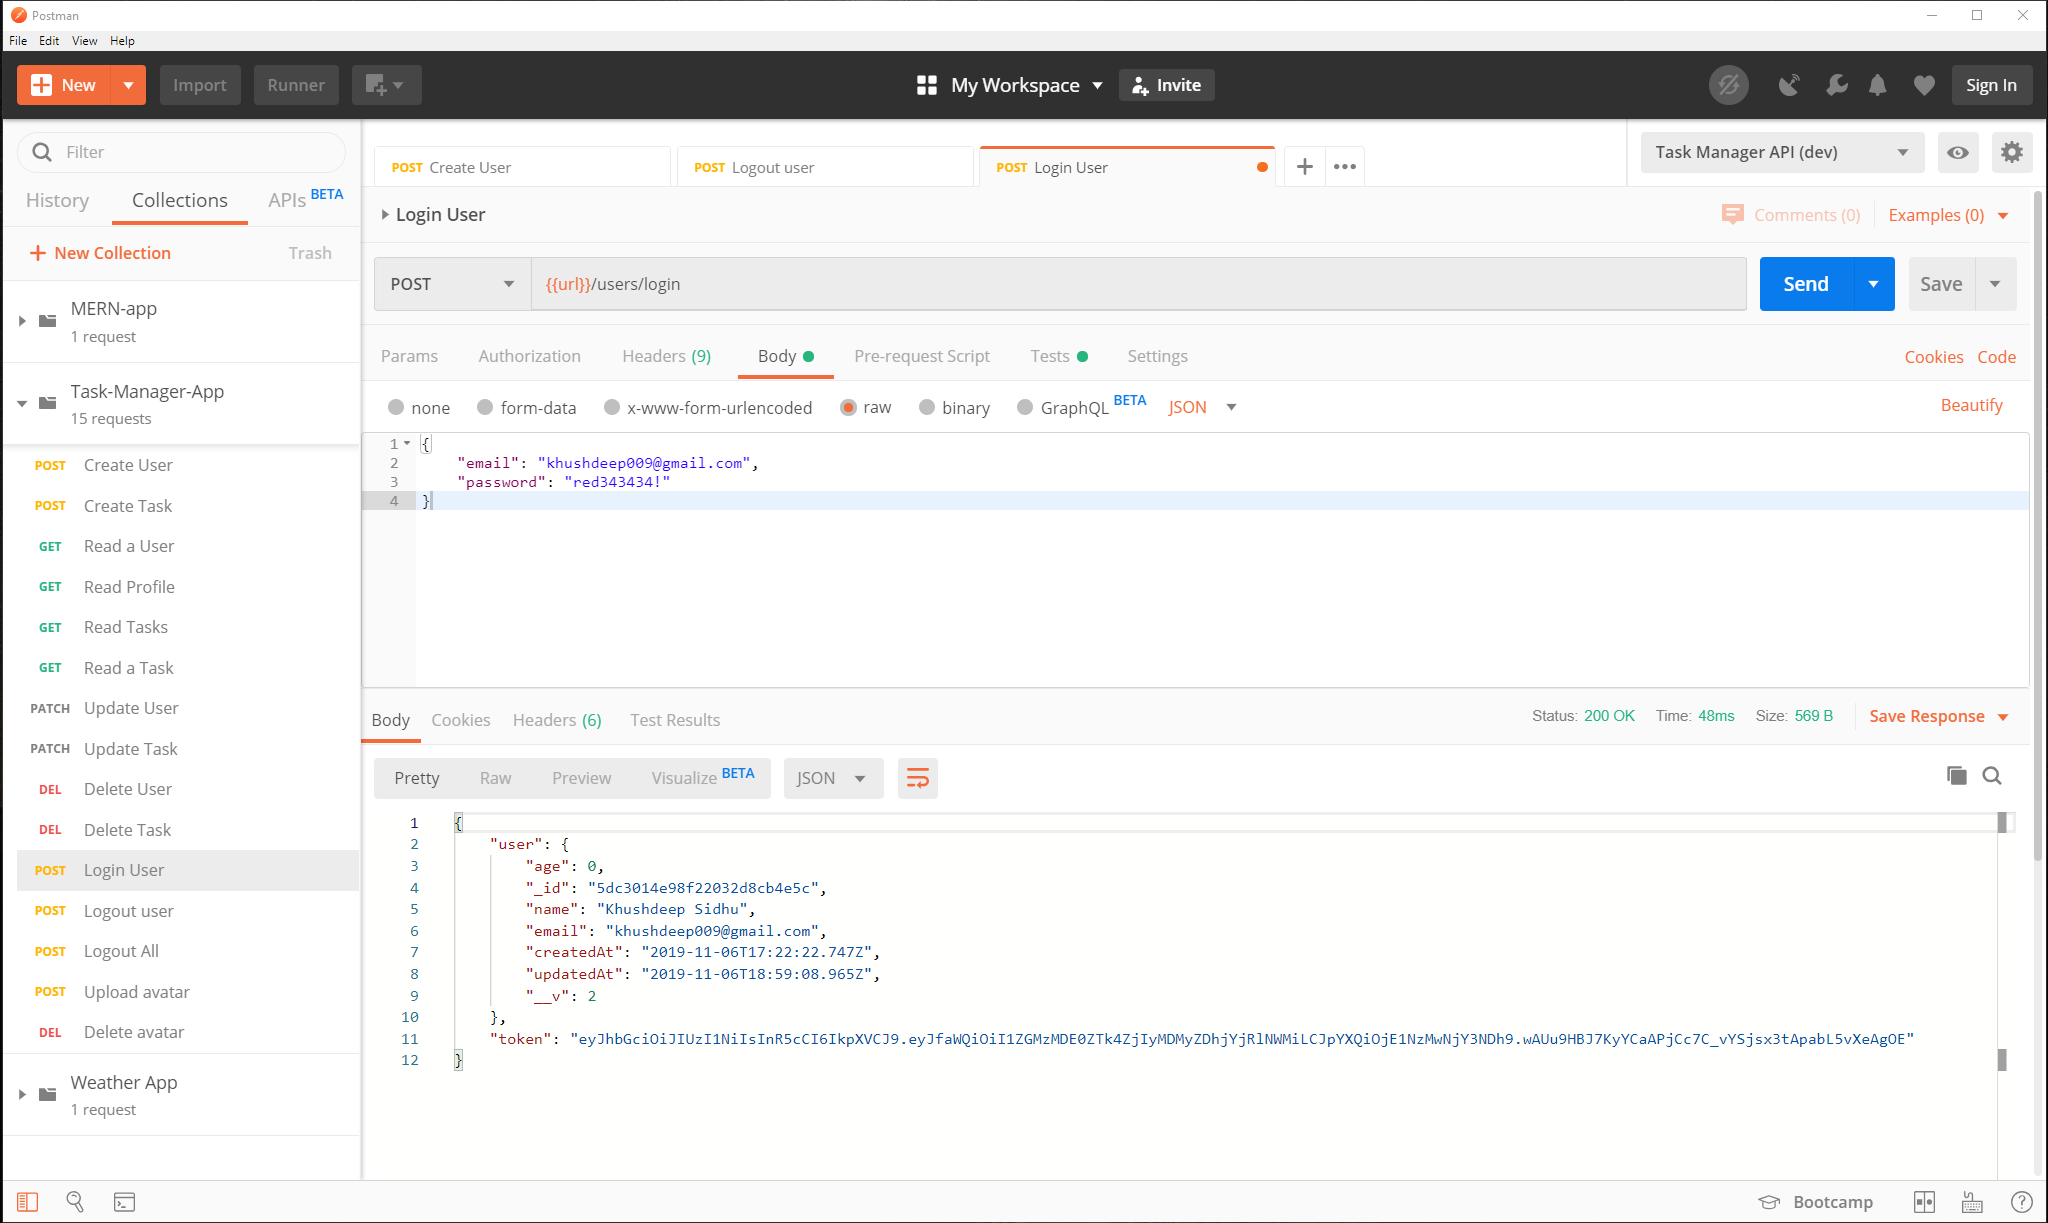 Postman
File Edit View Help
New Import Runner My Workspace Invite Sign In
Filter
History Collections APIs BETA
New Collection Trash
MERN-app
1 request
Task-Manager-App
15 requests
POST Create User
POST Create Task
GET Read a User
GET Read Profile
GET Read Tasks
GET Read a Task
PATCH Update User
PATCH Update Task
DEL Delete User
DEL Delete Task
POST Login User
POST Logout user
POST Logout All
POST Upload avatar
DEL Delete avatar
Weather App
1 request
POST Create User POST Logout user POST Login User
Task Manager API (dev)
Login User Comments (0) Examples (0)
POST {{url}}/users/login Send Save
Params Authorization Headers (9) Body Pre-request Script Tests Settings Cookies Code
none form-data x-www-form-urlencoded raw binary GraphQL BETA JSON Beautify
1 {
2 "email": "khushdeep009@gmail.com",
3 "password": "red343434!"
4 }
Body Cookies Headers (6) Test Results Status: 200 OK Time: 48ms Size: 569 B Save Response
Pretty Raw Preview Visualize BETA JSON
1 {
2 "user": {
3 "age": 0,
4 "_id": "5dc3014e98f22032d8cb4e5c",
5 "name": "Khushdeep Sidhu",
6 "email": "khushdeep009@gmail.com",
7 "createdAt": "2019-11-06T17:22:22.747Z",
8 "updatedAt": "2019-11-06T18:59:08.965Z",
9 "__v": 2
10 },
11 "token": "eyJhbGciOiJIUzI1NiIsInR5cCI6IkpXVCJ9.eyJfaWQiOiI1ZGMzMDE0ZTk4ZjIyMDMyZDhjYjRlNWMiLCJpYXQiOjE1NzMwNjY3NDh9.wAUu9HBJ7KyYCaAPjCc7C_vYSjsx3tApabL5vXeAgOE"
12 }
Bootcamp